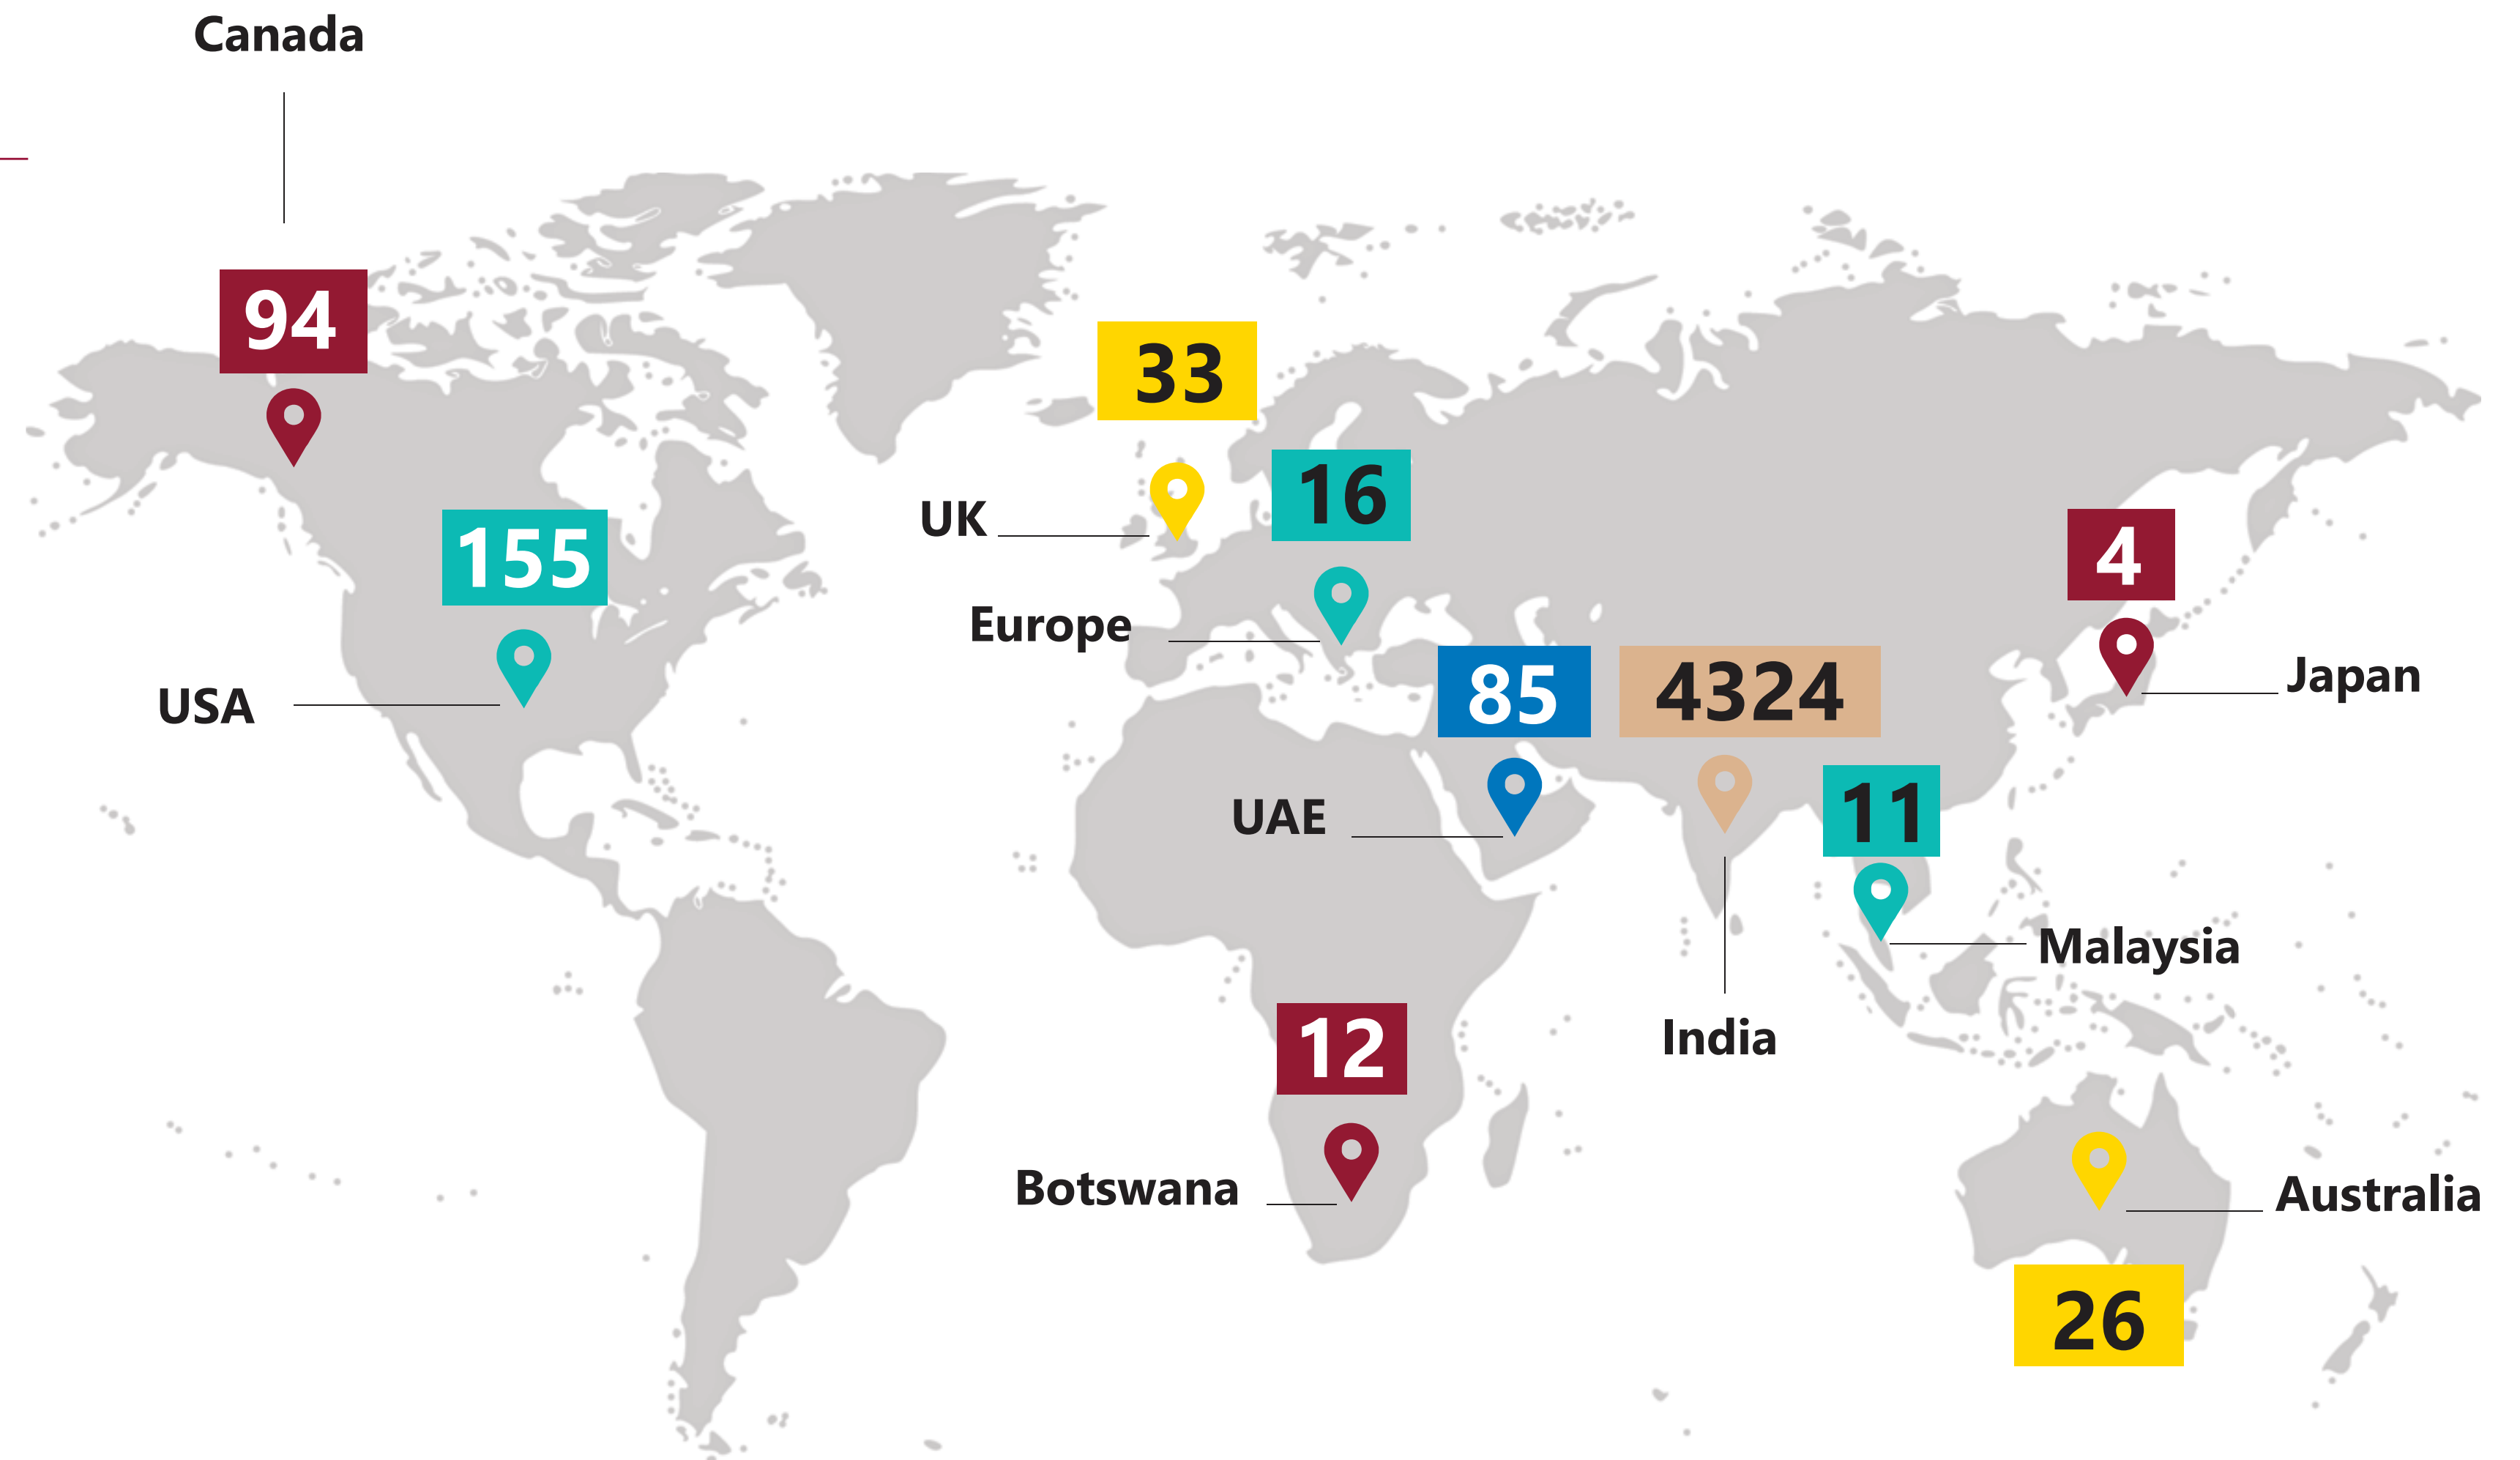 Canada
94
33
16
UK
155
4
Europe
Japan
USA
85
4324
UAE
11
Malaysia
12
India
Botswana
Australia
26